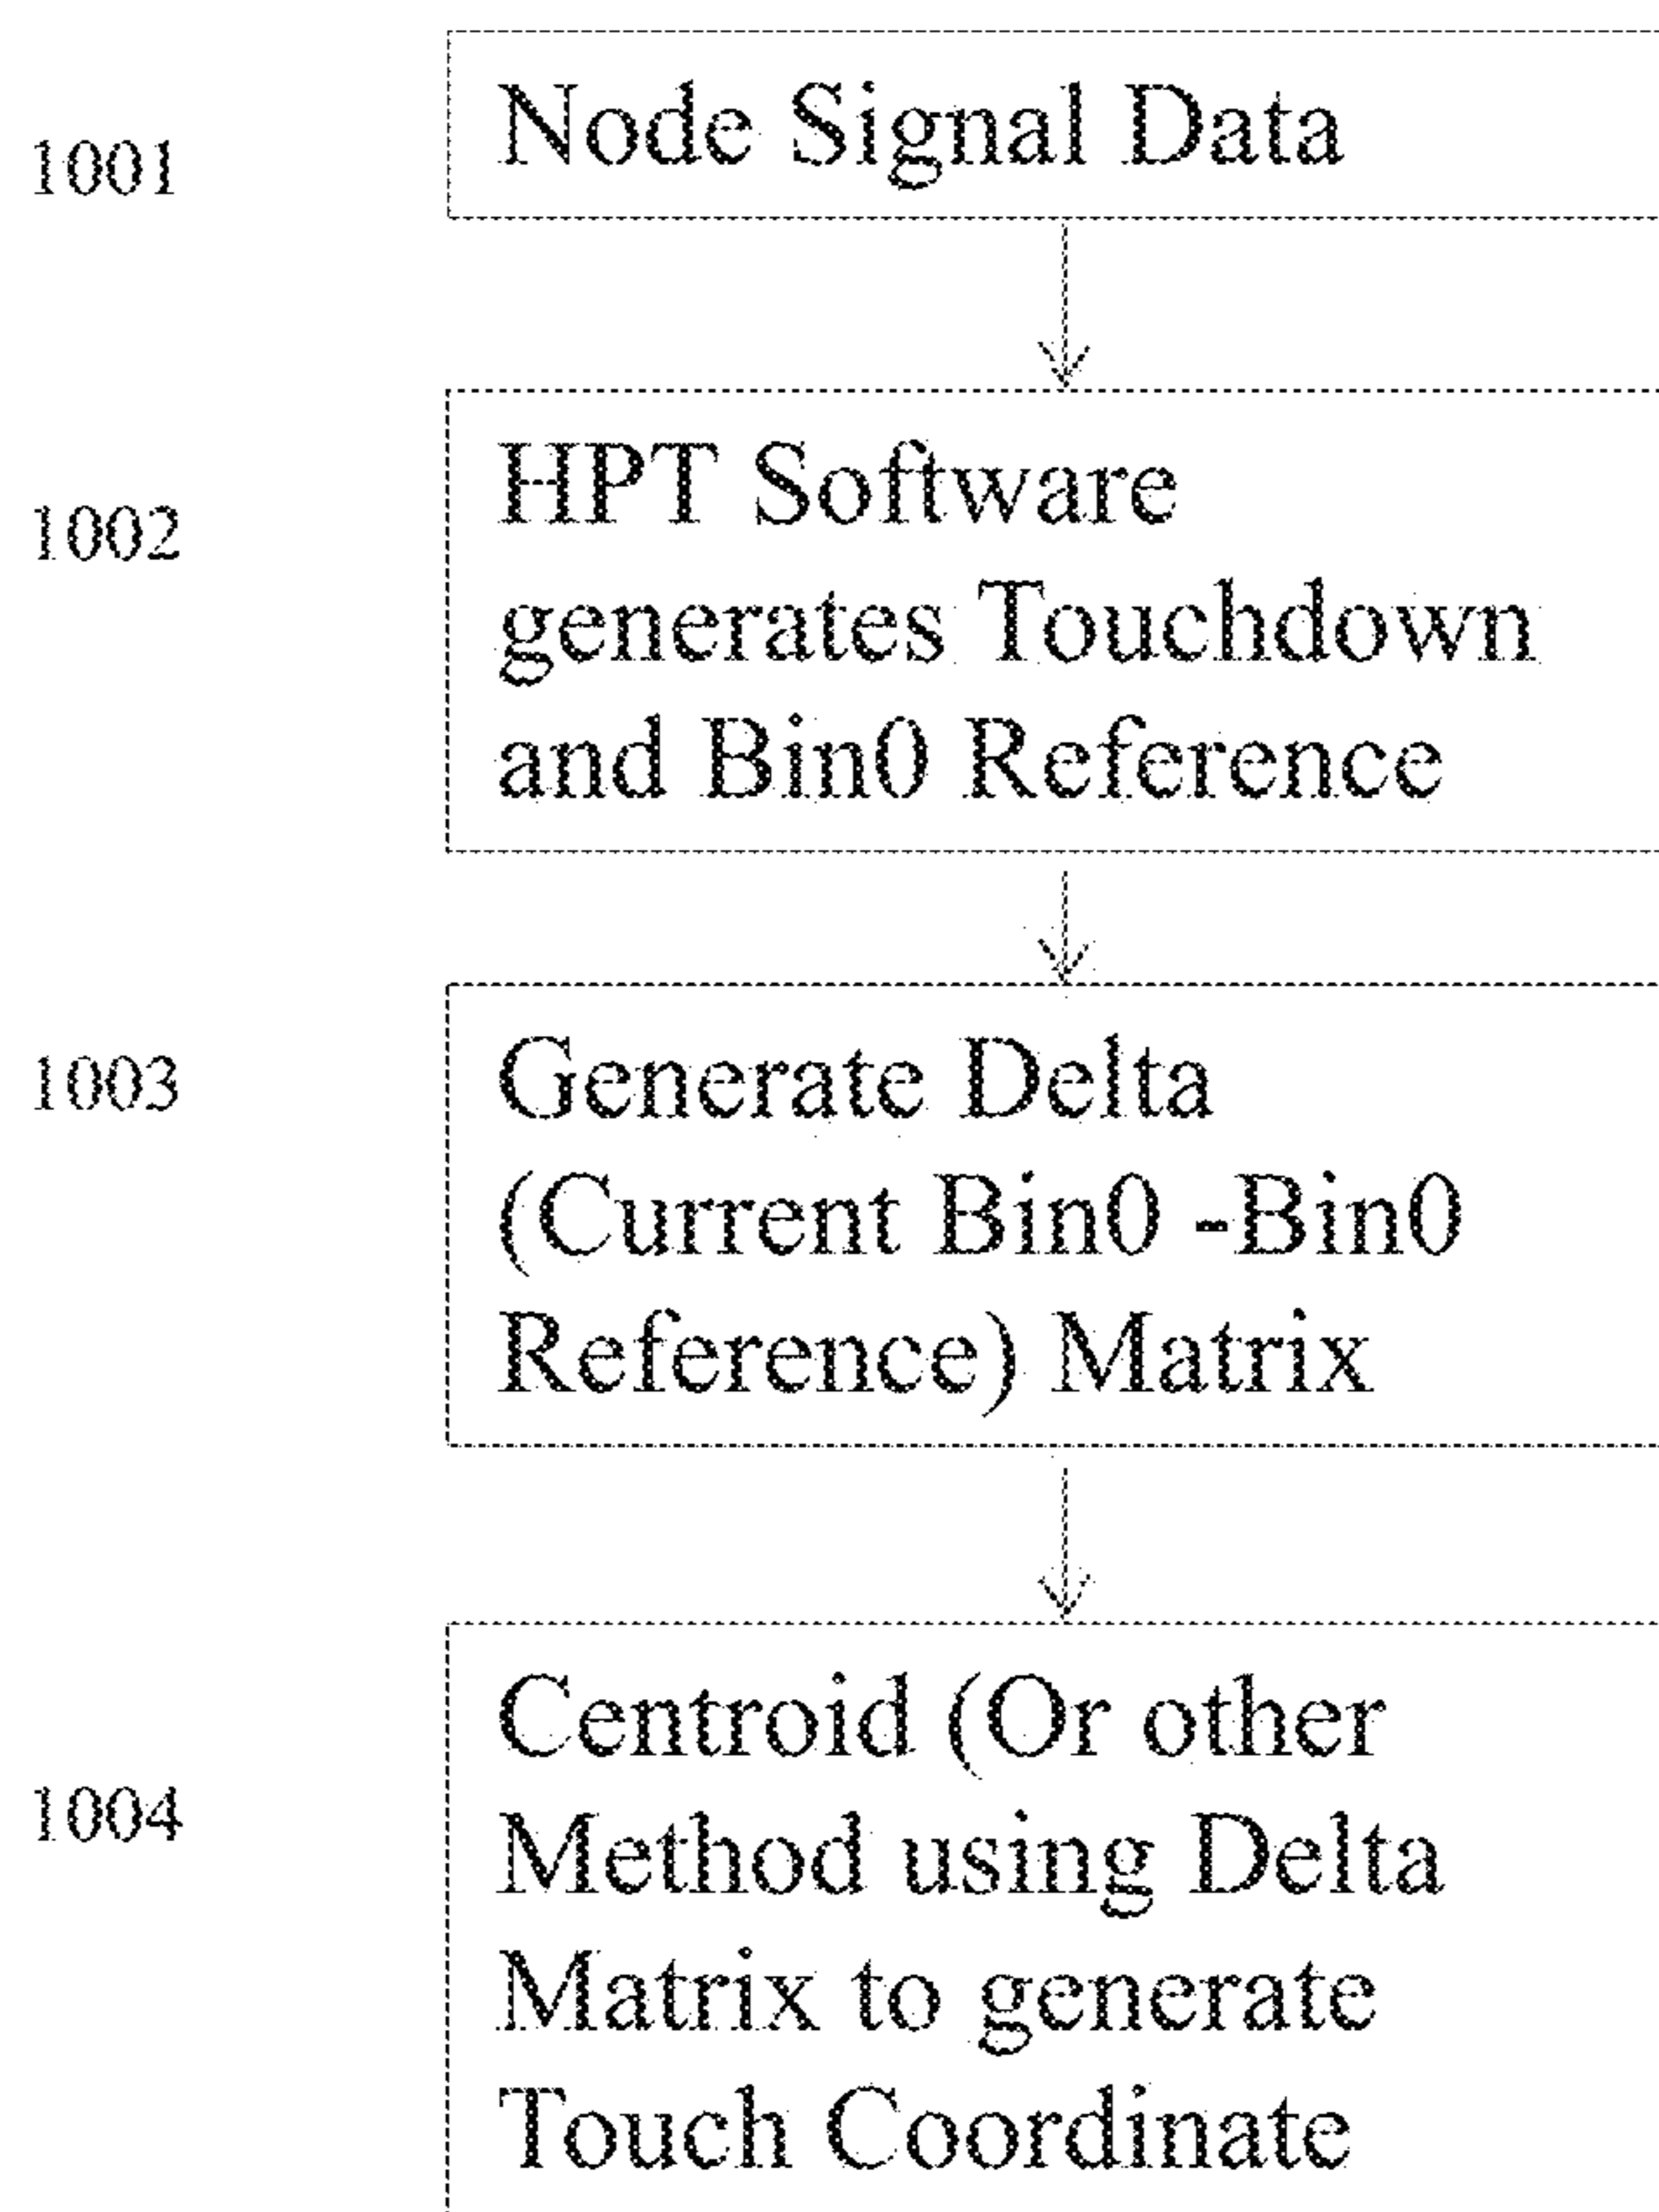 1001
Node Signal Data
1002
HPT Software
generates Touchdown
and Bin0 Reference
1003
Generate Delta
(Current Bin0 -Bin0
Reference) Matrix
1004
Centroid (Or other
Method using Delta
Matrix to generate
Touch Coordinate